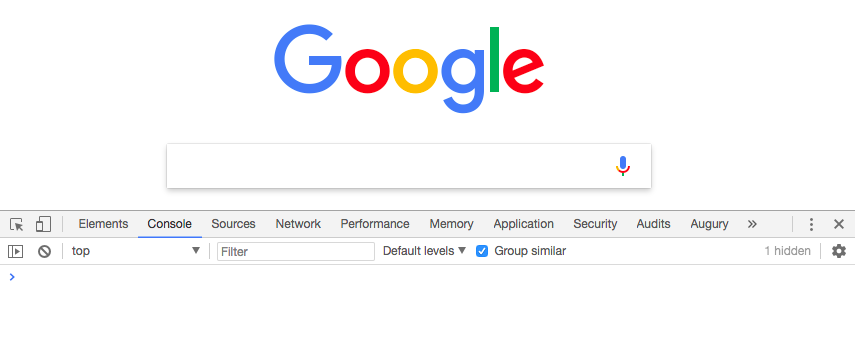 Google
Elements Console Sources Network Performance Memory Application Security Audits Augury »
top Filter Default levels Group similar 1 hidden